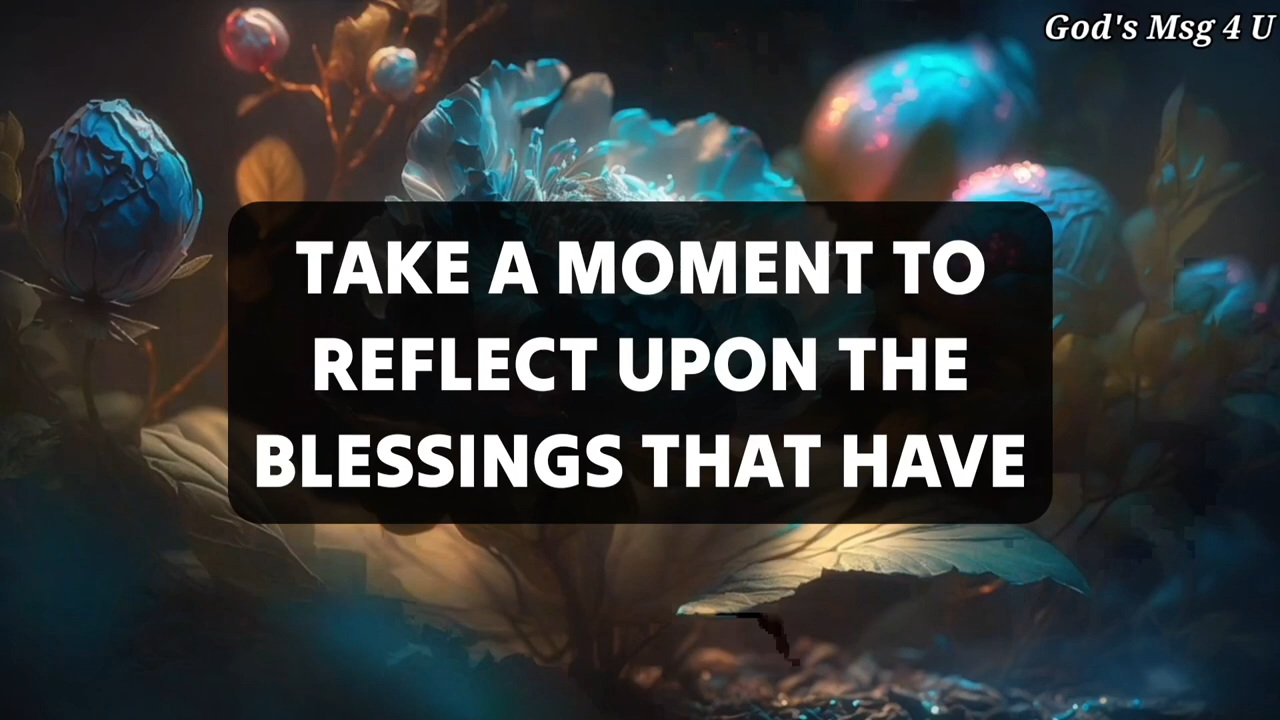 God's Msg 4 U
TAKE A MOMENT TO
REFLECT UPON THE
BLESSINGS THAT HAVE